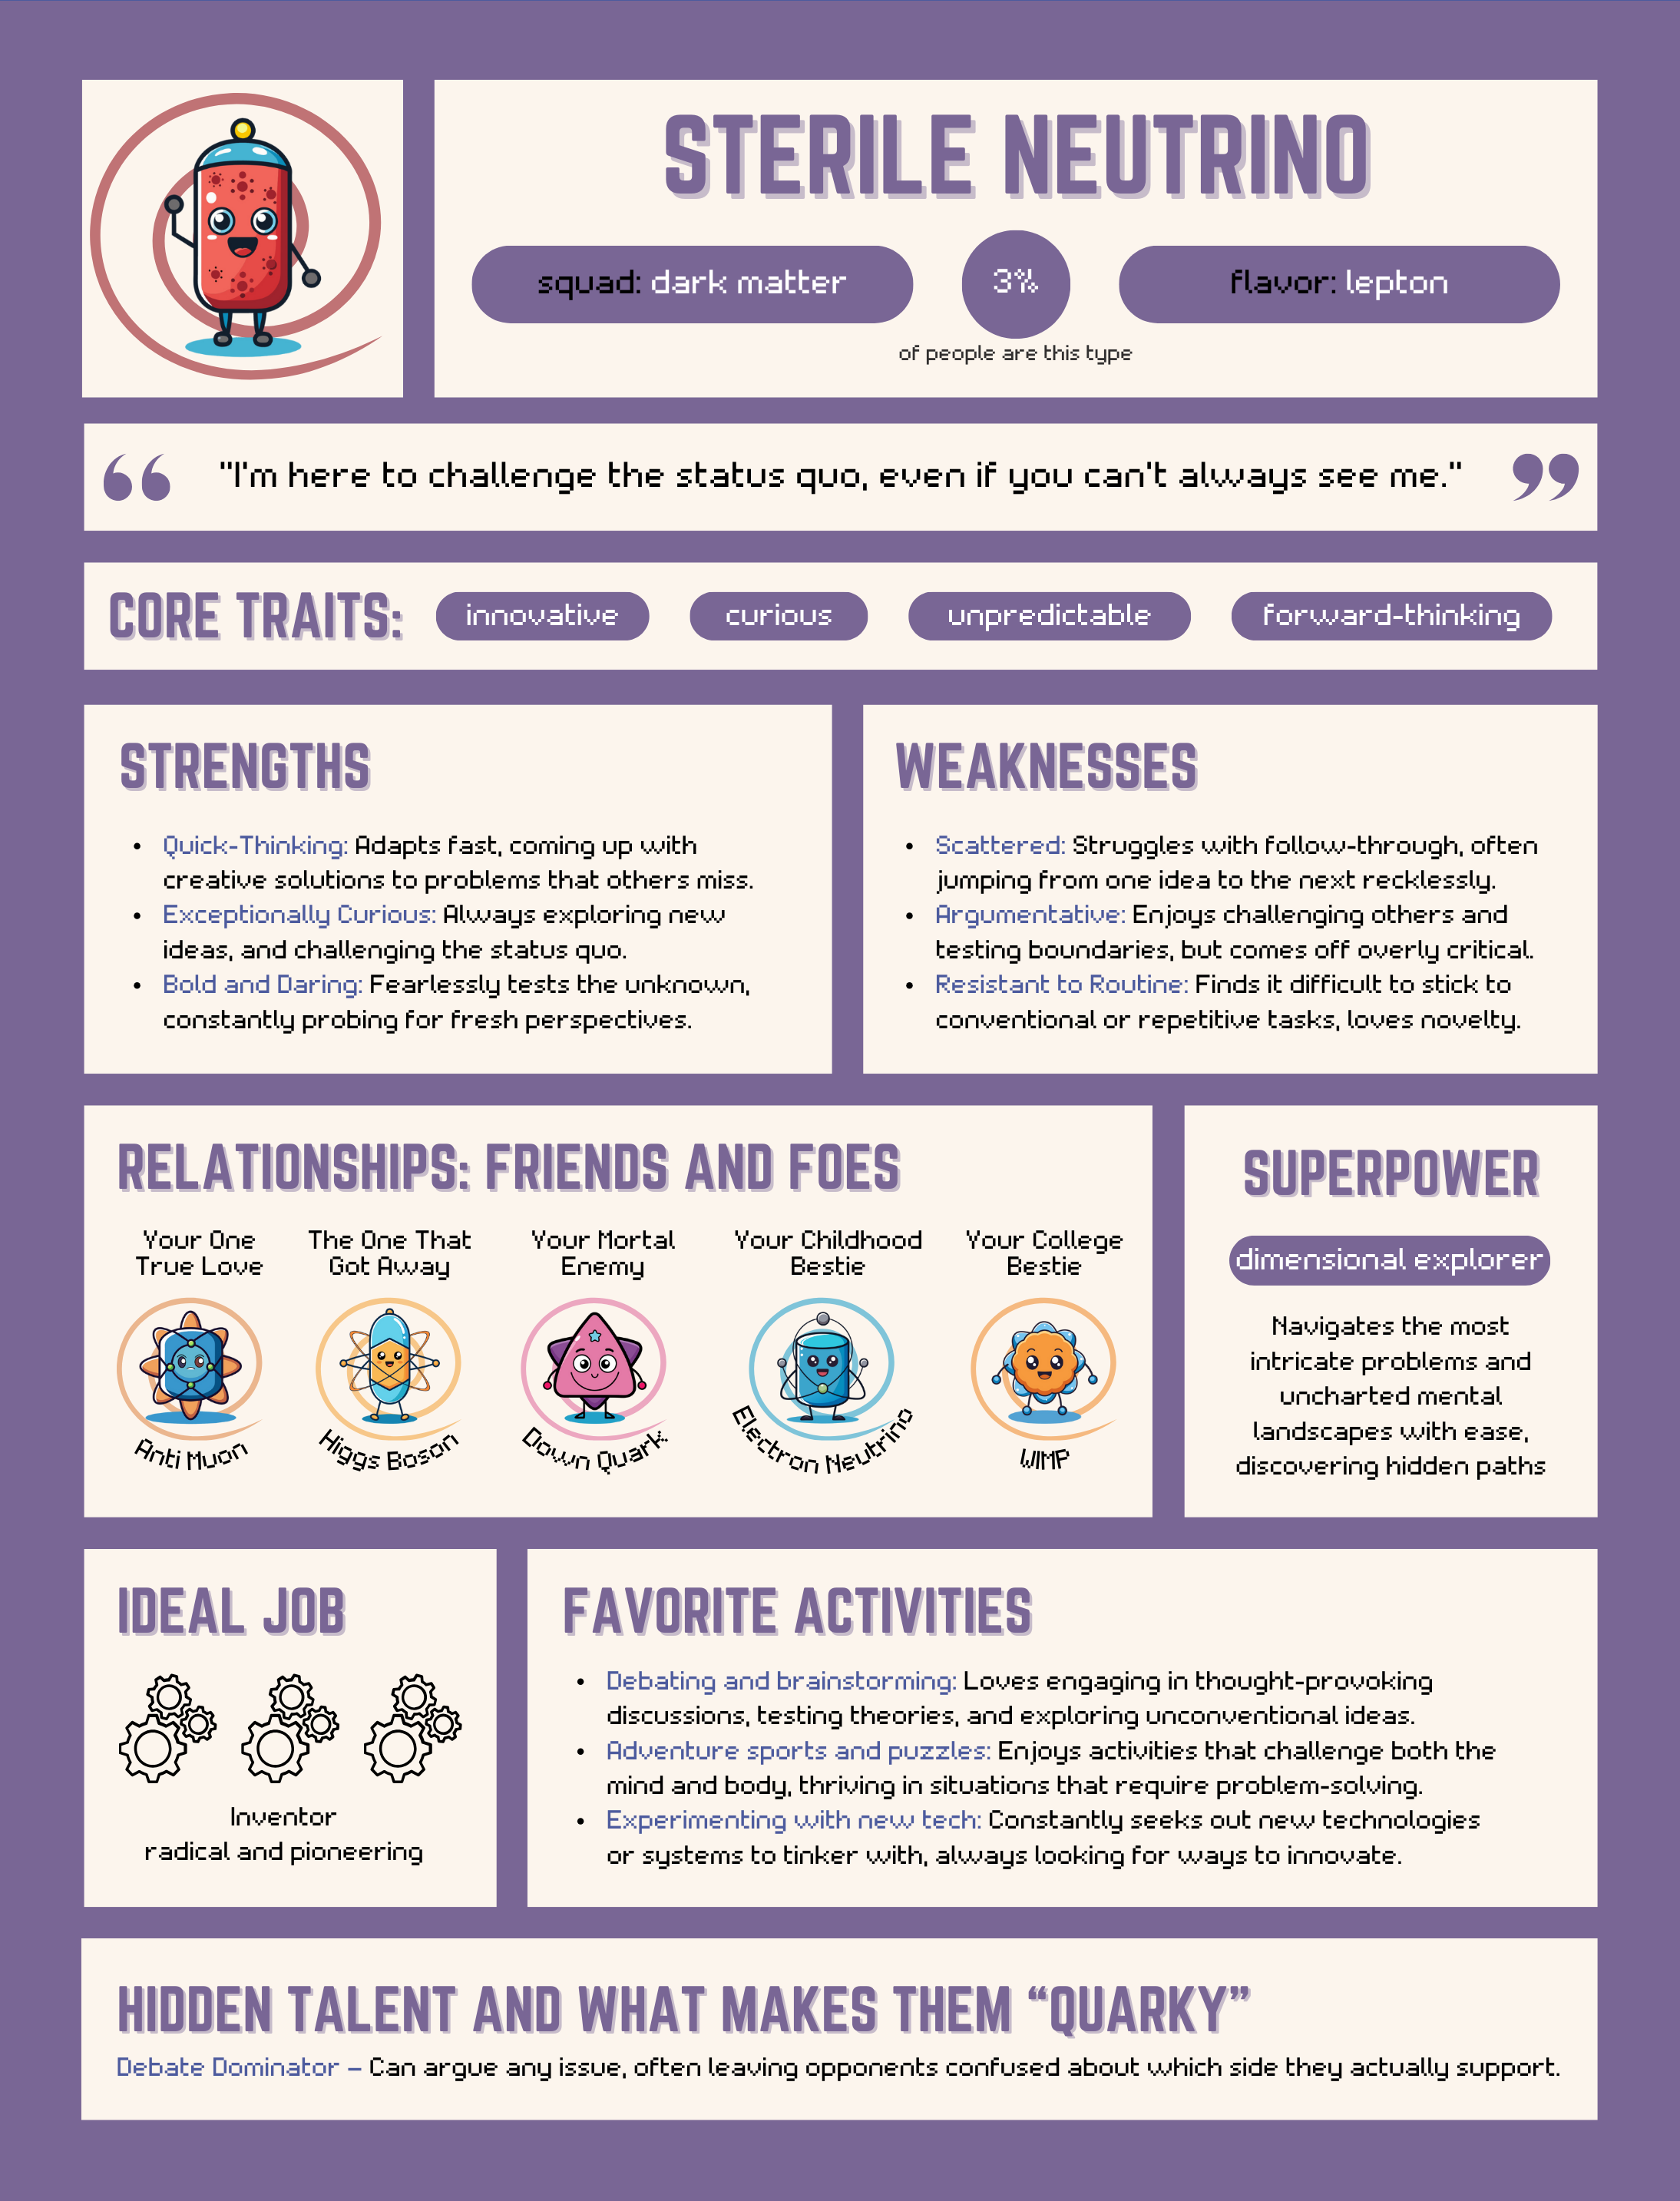 STERILE NEUTRINO
squad: dark matter
3%
flavor: lepton
of people are this type
"I'm here to challenge the status quo, even if you can't always see me."
CORE TRAITS:
innovative
curious
unpredictable
forward-thinking
STRENGTHS
• Quick-Thinking: Adapts fast, coming up with
creative solutions to problems that others miss.
• Exceptionally Curious: Always exploring new
ideas, and challenging the status quo.
• Bold and Daring: Fearlessly tests the unknown,
constantly probing for fresh perspectives.
WEAKNESSES
• Scattered: Struggles with follow-through, often
jumping from one idea to the next recklessly.
• Argumentative: Enjoys challenging others and
testing boundaries, but comes off overly critical.
• Resistant to Routine: Finds it difficult to stick to
conventional or repetitive tasks, loves novelty.
RELATIONSHIPS: FRIENDS AND FOES
Your One
True Love
Anti Muon
The One That
Got Away
Higgs Boson
Your Mortal
Enemy
Down Quark
Your Childhood
Bestie
Electron Neutrino
Your College
Bestie
WIMP
SUPERPOWER
dimensional explorer
Navigates the most
intricate problems and
uncharted mental
landscapes with ease,
discovering hidden paths
IDEAL JOB
Inventor
radical and pioneering
FAVORITE ACTIVITIES
• Debating and brainstorming: Loves engaging in thought-provoking
discussions, testing theories, and exploring unconventional ideas.
• Adventure sports and puzzles: Enjoys activities that challenge both the
mind and body, thriving in situations that require problem-solving.
• Experimenting with new tech: Constantly seeks out new technologies
or systems to tinker with, always looking for ways to innovate.
HIDDEN TALENT AND WHAT MAKES THEM “QUARKY”
Debate Dominator – Can argue any issue, often leaving opponents confused about which side they actually support.